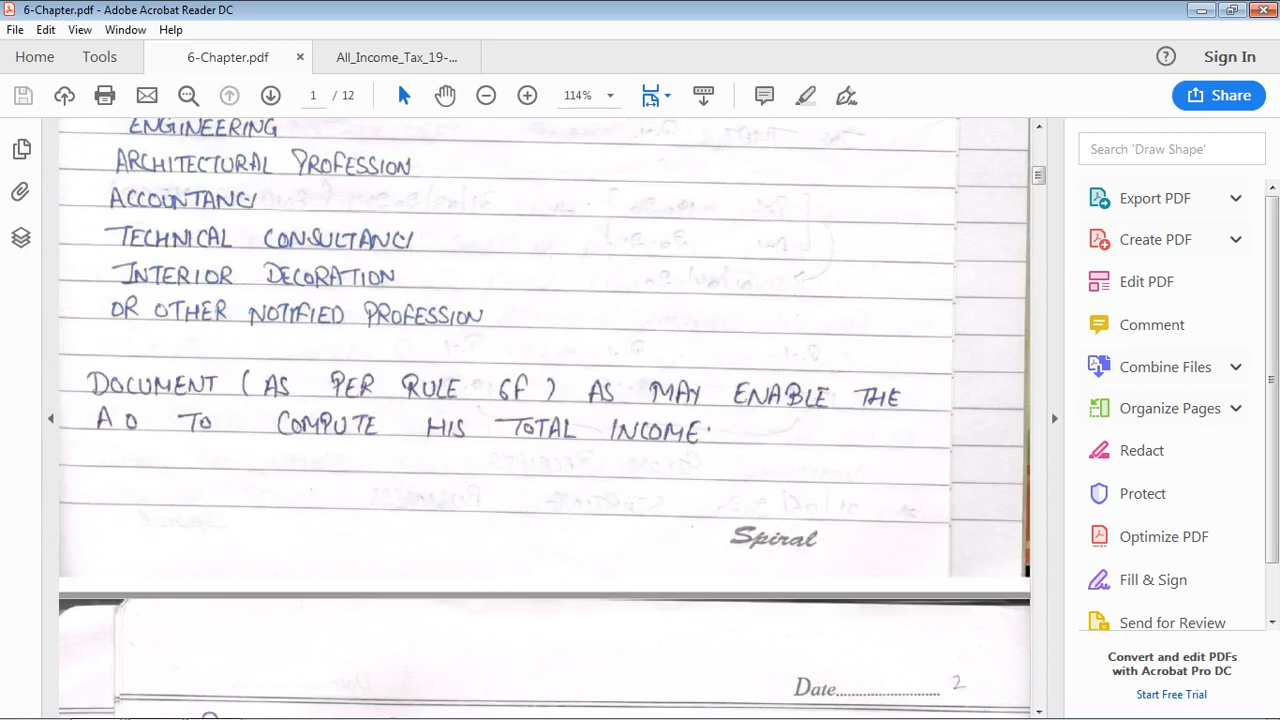 6-Chapter.pdf - Adobe Acrobat Reader DC
File Edit View Window Help
Home Tools 6-Chapter.pdf × All_Income_Tax_19-... ? Sign In
1 / 12 114% Share
ENGINEERING
ARCHITECTURAL PROFESSION
ACCOUNTANCY
TECHNICAL CONSULTANCY
INTERIOR DECORATION
OR OTHER NOTIFIED PROFESSION
DOCUMENT (AS PER RULE 6F) AS MAY ENABLE THE
AO TO COMPUTE HIS TOTAL INCOME.
Spiral
Date.......................... 2
Search 'Draw Shape'
Export PDF
Create PDF
Edit PDF
Comment
Combine Files
Organize Pages
Redact
Protect
Optimize PDF
Fill & Sign
Send for Review
Convert and edit PDFs
with Acrobat Pro DC
Start Free Trial